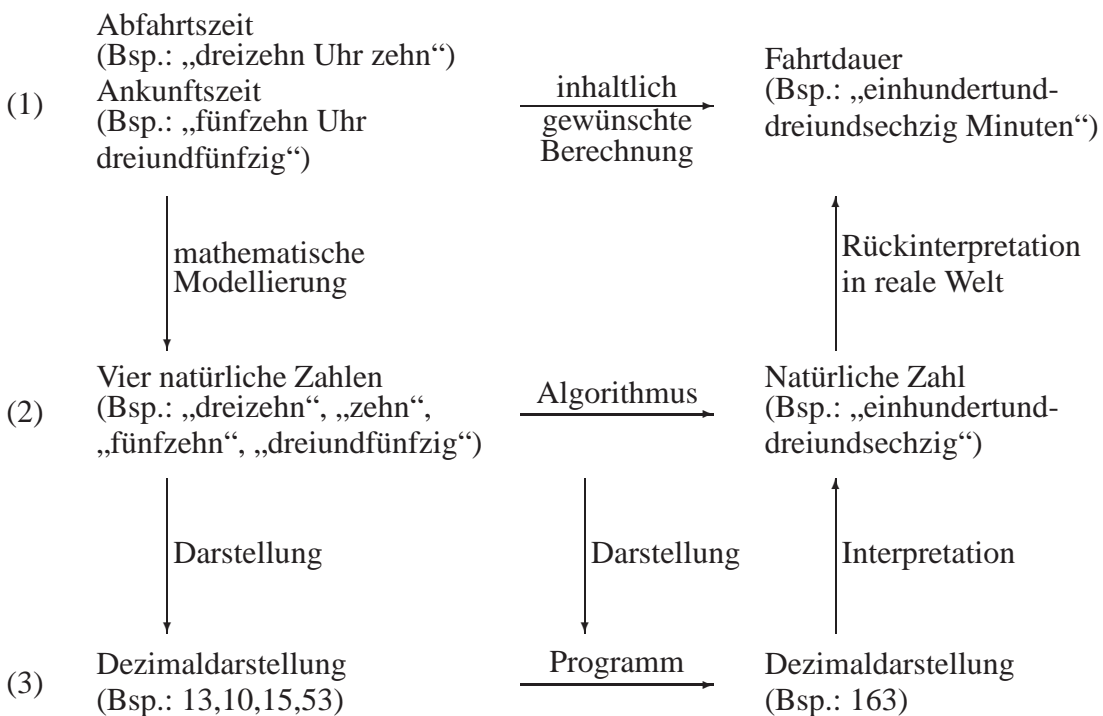 Abfahrtszeit
(Bsp.: „dreizehn Uhr zehn“)
(1)
Ankunftszeit
(Bsp.: „fünfzehn Uhr
dreiundfünfzig“)
inhaltlich
gewünschte
Berechnung
Fahrtdauer
(Bsp.: „einhundertund-
dreiundsechzig Minuten“)
mathematische
Modellierung
Rückinterpretation
in reale Welt
(2)
Vier natürliche Zahlen
(Bsp.: „dreizehn“, „zehn“,
„fünfzehn“, „dreiundfünfzig“)
Algorithmus
Natürliche Zahl
(Bsp.: „einhundertund-
dreiundsechzig“)
Darstellung
Darstellung
Interpretation
(3)
Dezimaldarstellung
(Bsp.: 13,10,15,53)
Programm
Dezimaldarstellung
(Bsp.: 163)